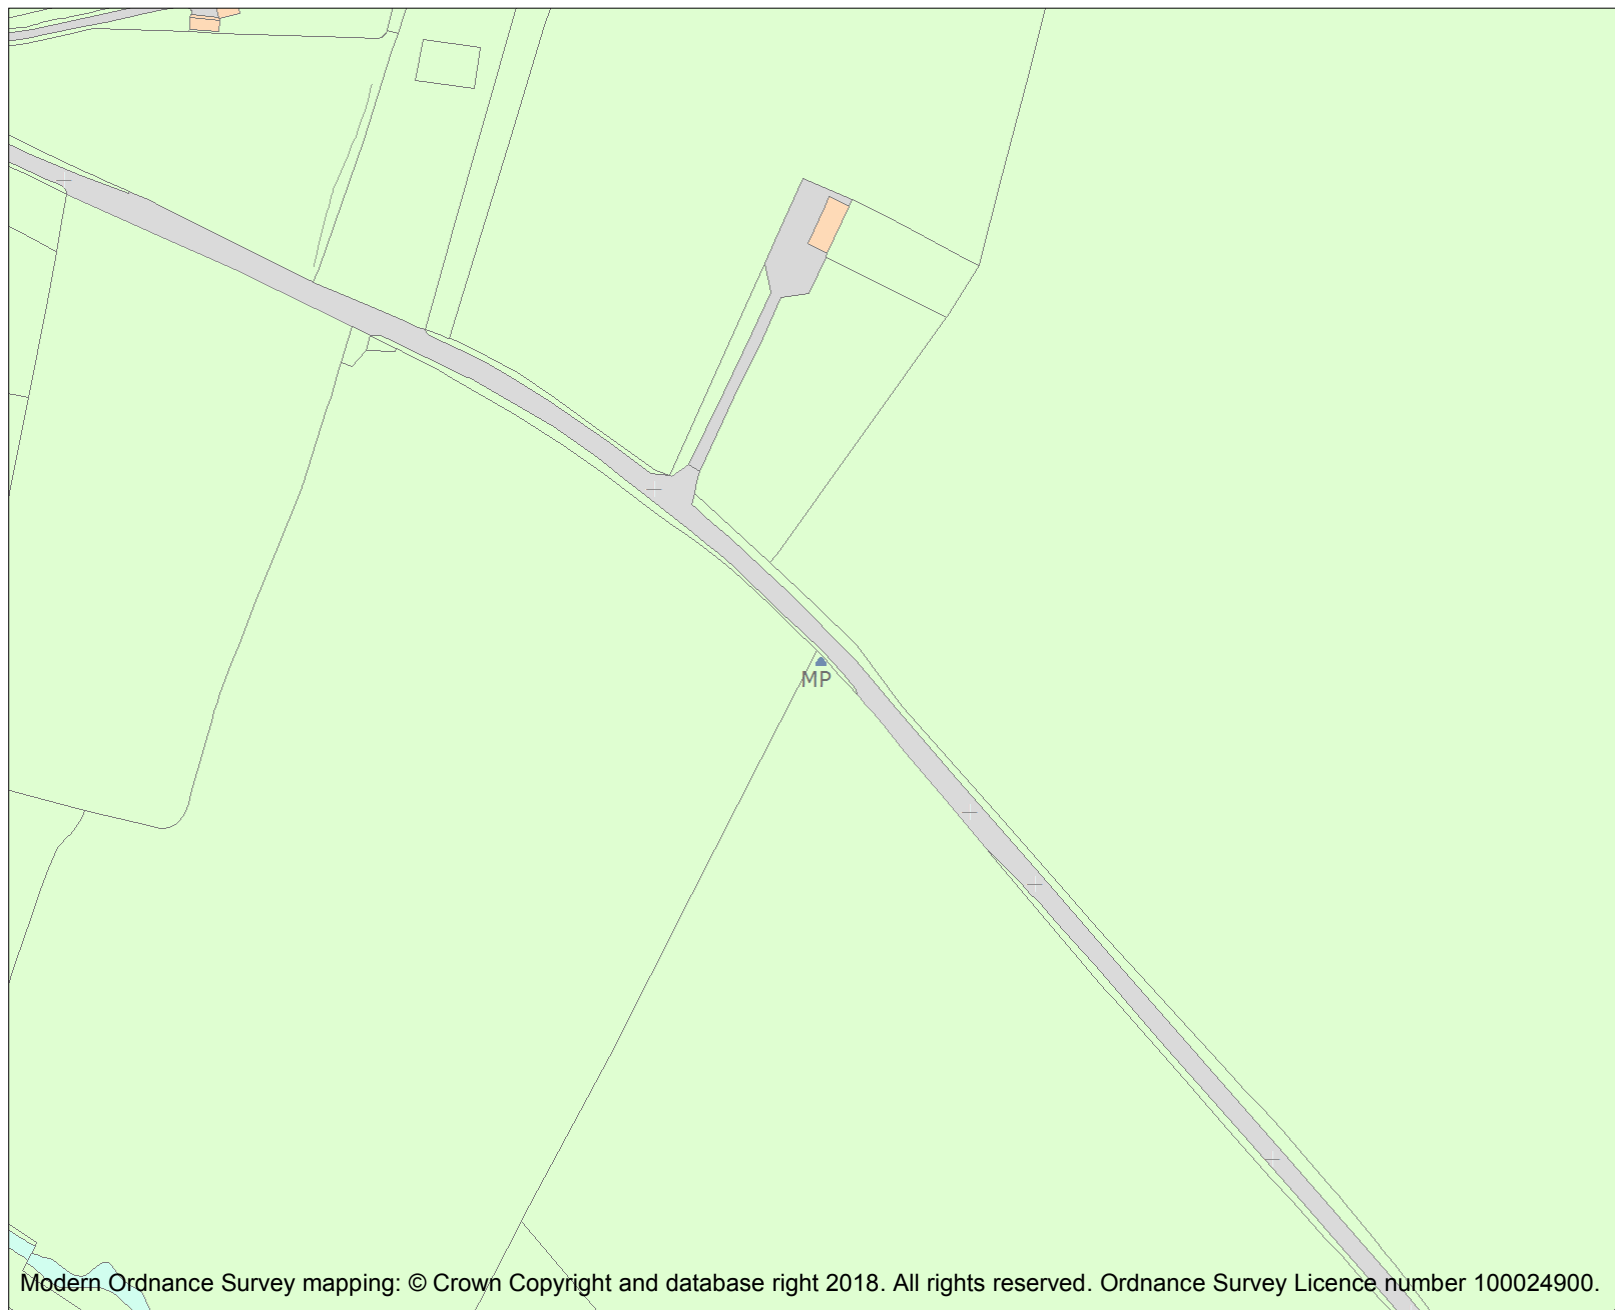 MP
Modern Ordnance Survey mapping: © Crown Copyright and database right 2018. All rights reserved. Ordnance Survey Licence number 100024900.